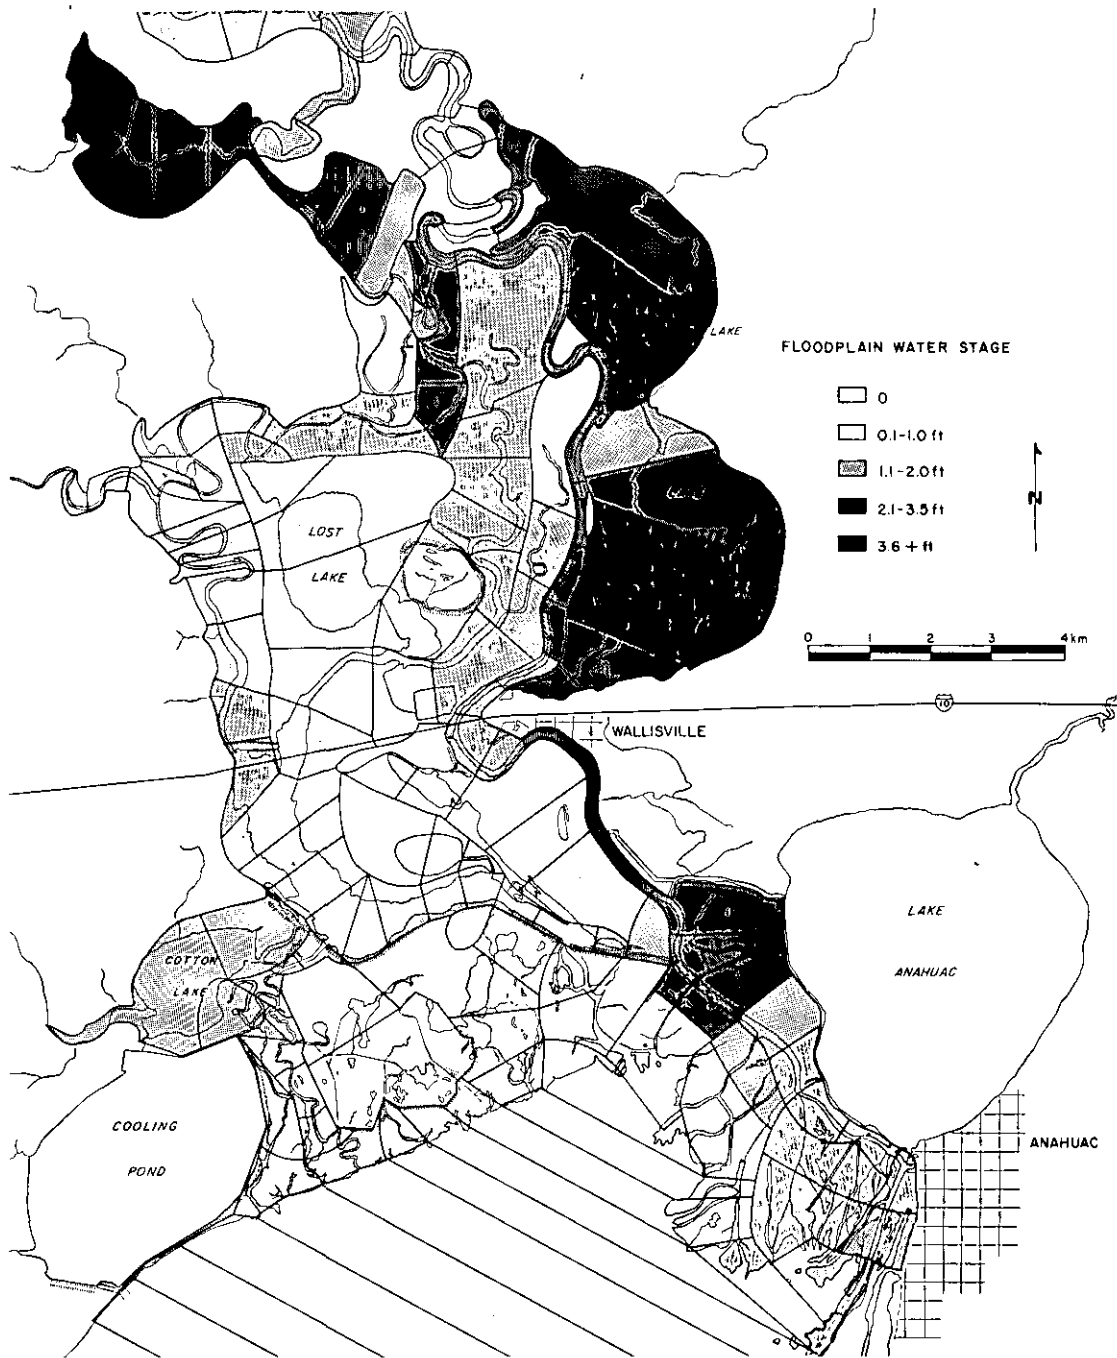 LAKE
FLOODPLAIN WATER STAGE
0
0.1-1.0 ft
1.1-2.0 ft
2.1-3.5 ft
3.6 + ft
N
LOST
LAKE
0 1 2 3 4 km
10
WALLISVILLE
LAKE
ANAHUAC
COTTON
LAKE
COOLING
POND
ANAHUAC